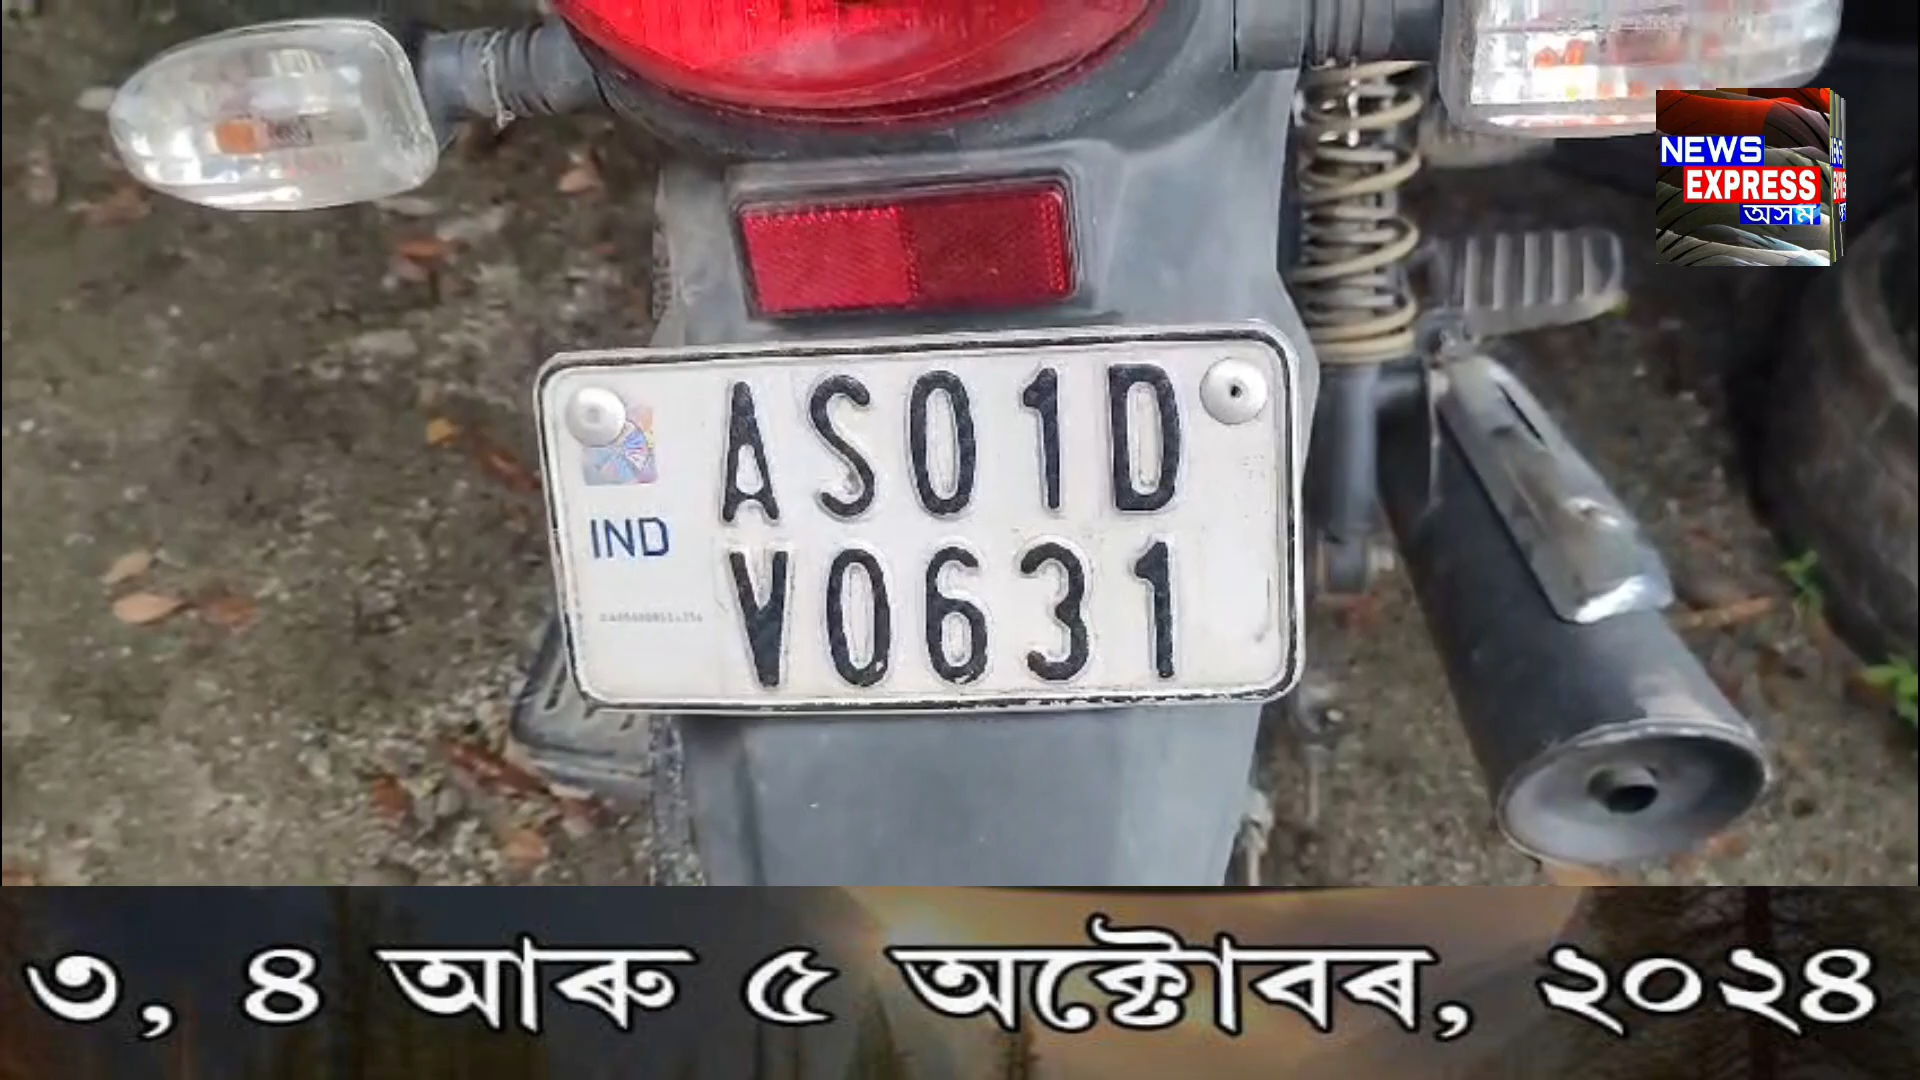 NEWS
EXPRESS
অসম
AS01D
IND
V0631
৩, ৪ আৰু ৫ অক্টোবৰ, ২০২৪